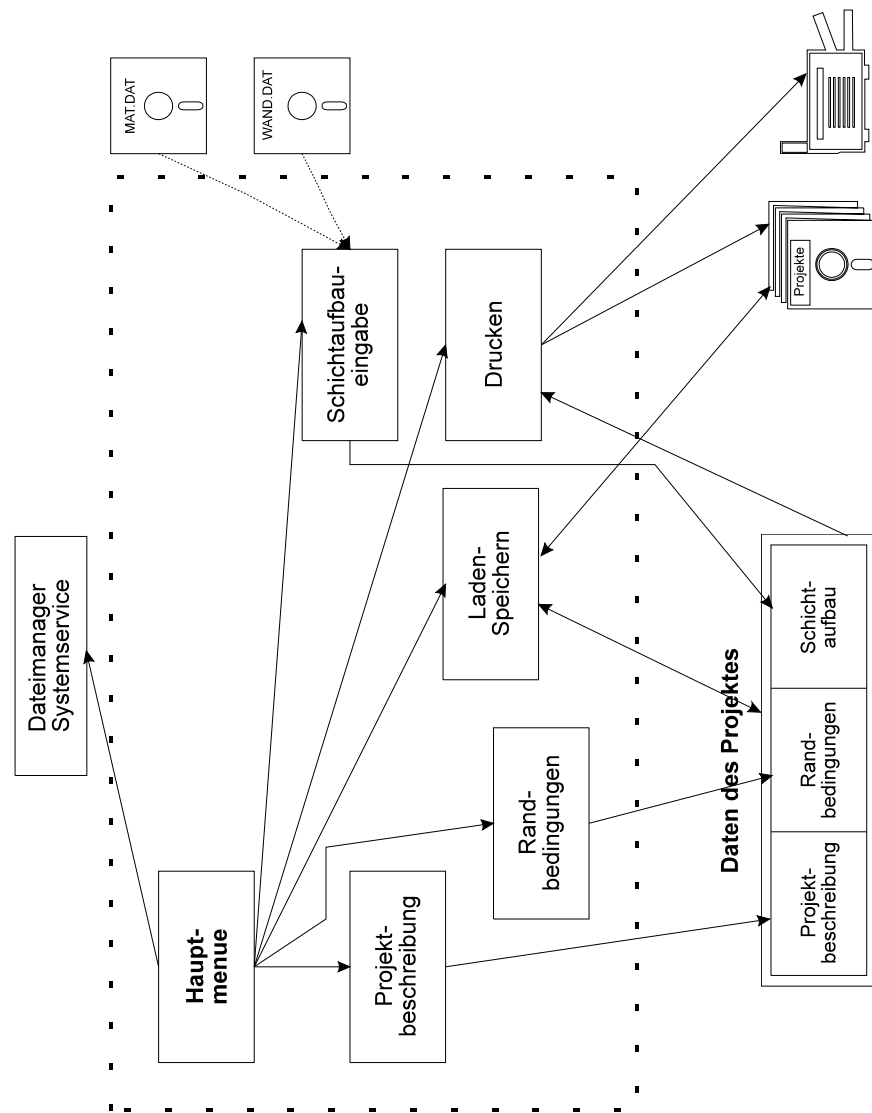 Dateimanager
Systemservice
MAT.DAT
WAND.DAT
Haupt-
menue
Schichtaufbau-
eingabe
Projekt-
beschreibung
Rand-
bedingungen
Laden-
Speichern
Drucken
Daten des Projektes
Projekt-
beschreibung
Rand-
bedingungen
Schicht-
aufbau
Projekte